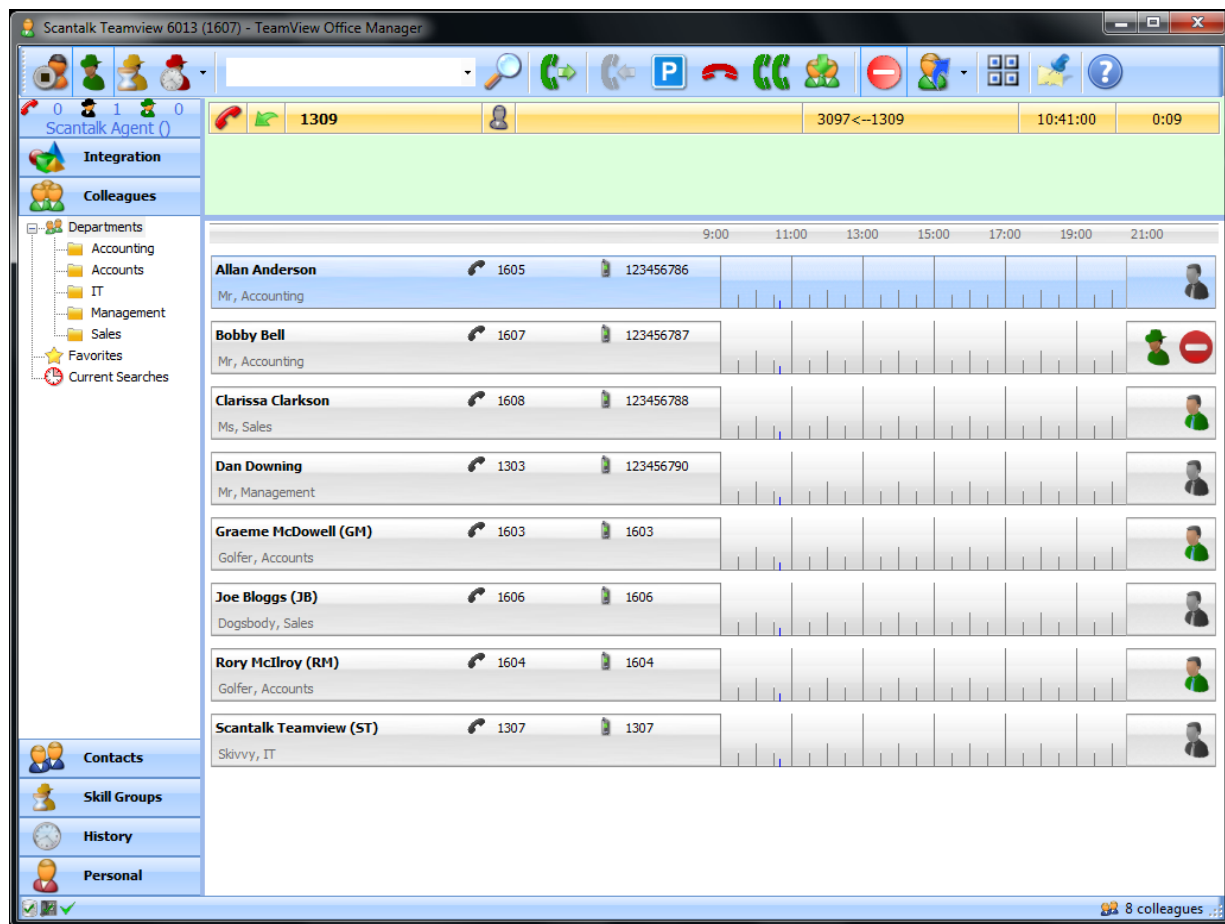 Scantalk Teamview 6013 (1607) - TeamView Office Manager
P
?
0 1 0
Scantalk Agent ()
1309 3097<--1309 10:41:00 0:09
Integration
Colleagues
Departments
Accounting
Accounts
IT
Management
Sales
Favorites
Current Searches
9:00 11:00 13:00 15:00 17:00 19:00 21:00
Allan Anderson 1605 123456786
Mr, Accounting
Bobby Bell 1607 123456787
Mr, Accounting
Clarissa Clarkson 1608 123456788
Ms, Sales
Dan Downing 1303 123456790
Mr, Management
Graeme McDowell (GM) 1603 1603
Golfer, Accounts
Joe Bloggs (JB) 1606 1606
Dogsbody, Sales
Rory McIlroy (RM) 1604 1604
Golfer, Accounts
Scantalk Teamview (ST) 1307 1307
Skivvy, IT
Contacts
Skill Groups
History
Personal
8 colleagues